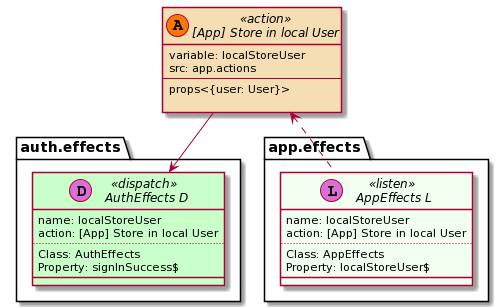 A
«action»
[App] Store in local User
variable: localStoreUser
src: app.actions
props<{user: User}>
auth.effects
D
«dispatch»
AuthEffects D
name: localStoreUser
action: [App] Store in local User
Class: AuthEffects
Property: signInSuccess$
app.effects
L
«listen»
AppEffects L
name: localStoreUser
action: [App] Store in local User
Class: AppEffects
Property: localStoreUser$